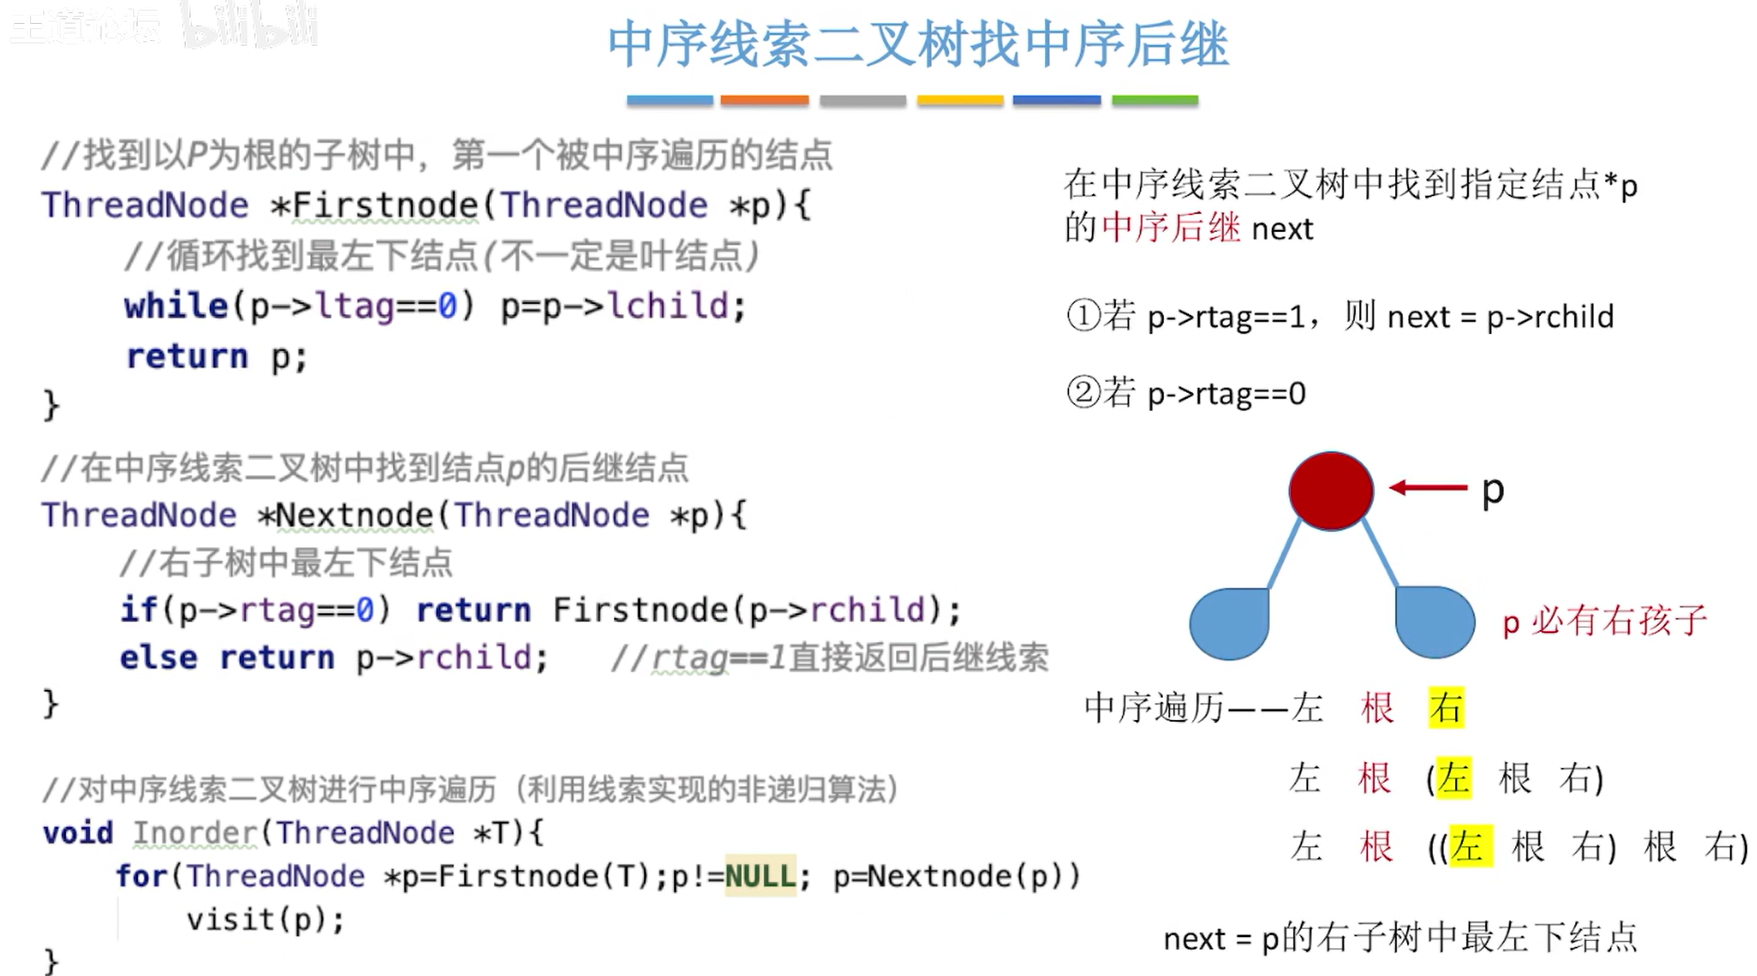 王道论坛 bilibili
中序线索二叉树找中序后继
//找到以P为根的子树中，第一个被中序遍历的结点
ThreadNode *Firstnode(ThreadNode *p){
//循环找到最左下结点(不一定是叶结点)
while(p->ltag==0) p=p->lchild;
return p;
}
//在中序线索二叉树中找到结点p的后继结点
ThreadNode *Nextnode(ThreadNode *p){
//右子树中最左下结点
if(p->rtag==0) return Firstnode(p->rchild);
else return p->rchild; //rtag==1直接返回后继线索
}
//对中序线索二叉树进行中序遍历（利用线索实现的非递归算法）
void Inorder(ThreadNode *T){
for(ThreadNode *p=Firstnode(T);p!=NULL; p=Nextnode(p))
visit(p);
}
在中序线索二叉树中找到指定结点*p
的中序后继 next
①若 p->rtag==1，则 next = p->rchild
②若 p->rtag==0
p
p 必有右孩子
中序遍历——左 根 右
左 根 (左 根 右)
左 根 ((左 根 右) 根 右)
next = p的右子树中最左下结点